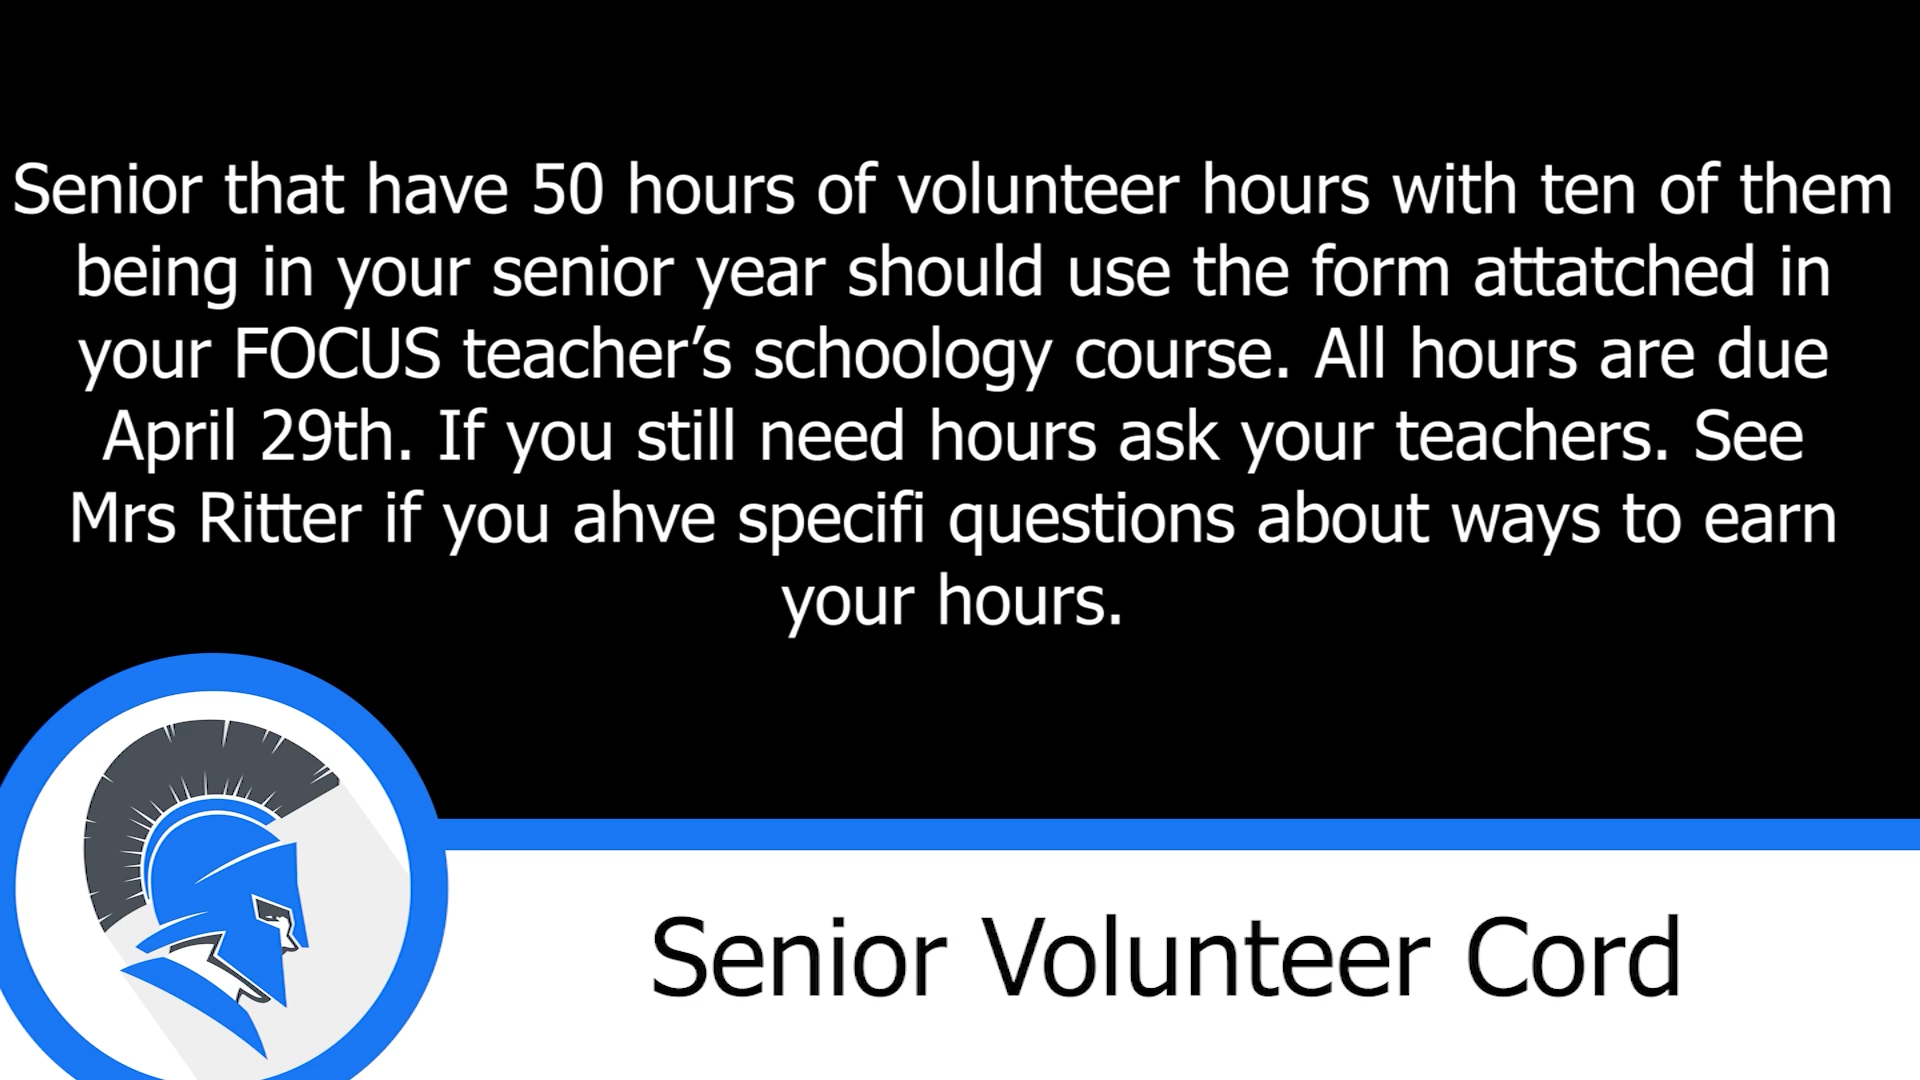 Senior that have 50 hours of volunteer hours with ten of them
being in your senior year should use the form attatched in
your FOCUS teacher’s schoology course. All hours are due
April 29th. If you still need hours ask your teachers. See
Mrs Ritter if you ahve specifi questions about ways to earn
your hours.
Senior Volunteer Cord